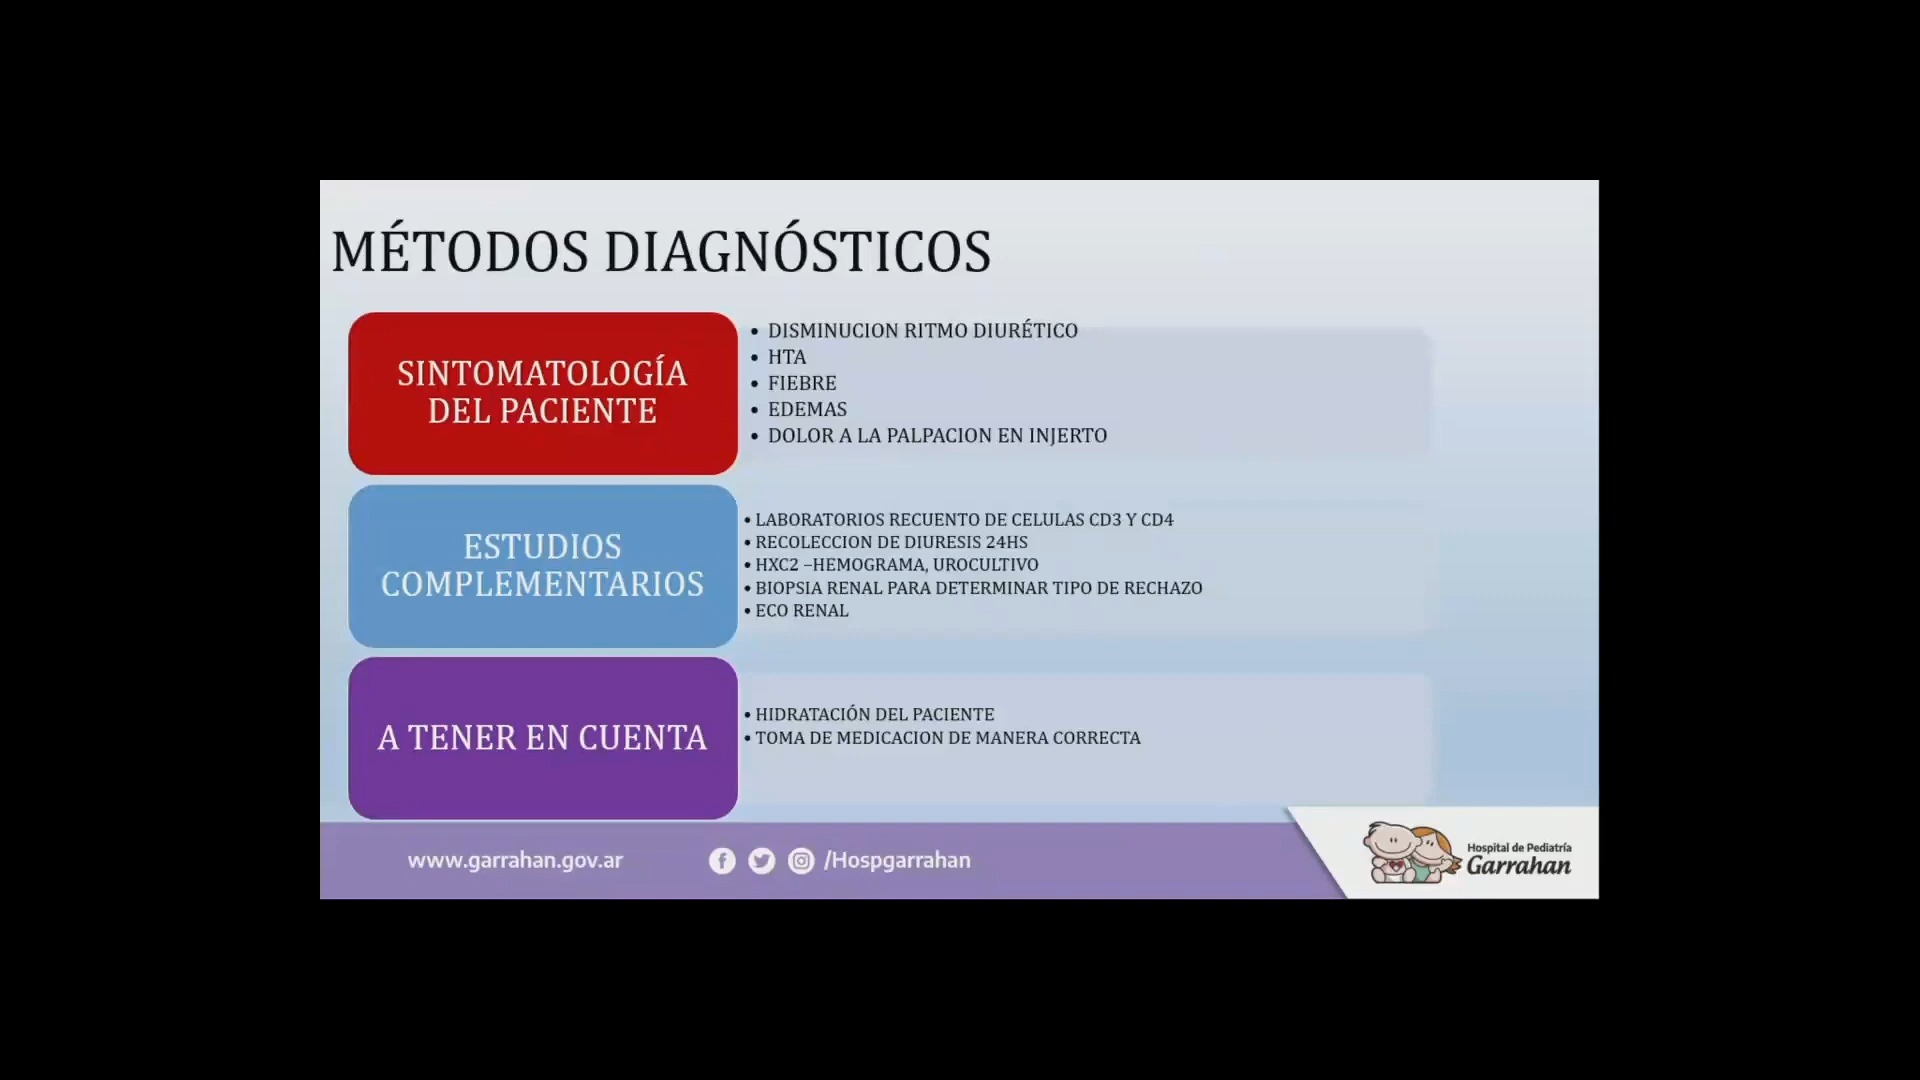 MÉTODOS DIAGNÓSTICOS
SINTOMATOLOGÍA
DEL PACIENTE
• DISMINUCION RITMO DIURÉTICO
• HTA
• FIEBRE
• EDEMAS
• DOLOR A LA PALPACION EN INJERTO
ESTUDIOS
COMPLEMENTARIOS
• LABORATORIOS RECUENTO DE CELULAS CD3 Y CD4
• RECOLECCION DE DIURESIS 24HS
• HXC2 –HEMOGRAMA, UROCULTIVO
• BIOPSIA RENAL PARA DETERMINAR TIPO DE RECHAZO
• ECO RENAL
A TENER EN CUENTA
• HIDRATACIÓN DEL PACIENTE
• TOMA DE MEDICACION DE MANERA CORRECTA
www.garrahan.gov.ar
/Hospgarrahan
Hospital de Pediatría
Garrahan